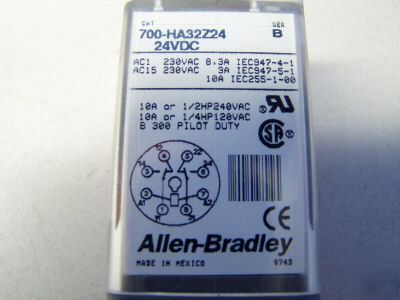 CAT SER
700-HA32Z24 B
24VDC
AC1 230VAC 8.3A IEC947-4-1
AC15 230VAC 3A IEC947-5-1
10A IEC255-1-00
10A or 1/2HP240VAC
10A or 1/4HP120VAC
B 300 PILOT DUTY
Allen-Bradley
MADE IN MEXICO 9743